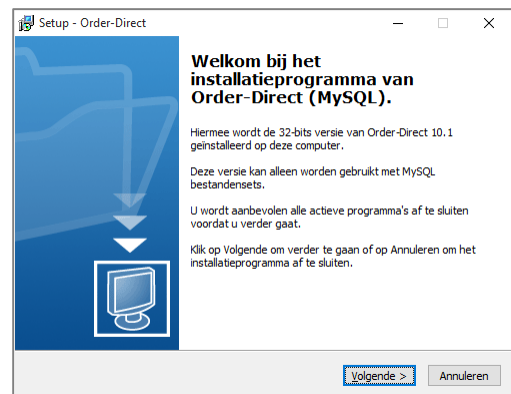 Setup - Order-Direct
Welkom bij het
installatieprogramma van
Order-Direct (MySQL).
Hiermee wordt de 32-bits versie van Order-Direct 10.1
geïnstalleerd op deze computer.
Deze versie kan alleen worden gebruikt met MySQL
bestandensets.
U wordt aanbevolen alle actieve programma's af te sluiten
voordat u verder gaat.
Klik op Volgende om verder te gaan of op Annuleren om het
installatieprogramma af te sluiten.
Volgende > Annuleren